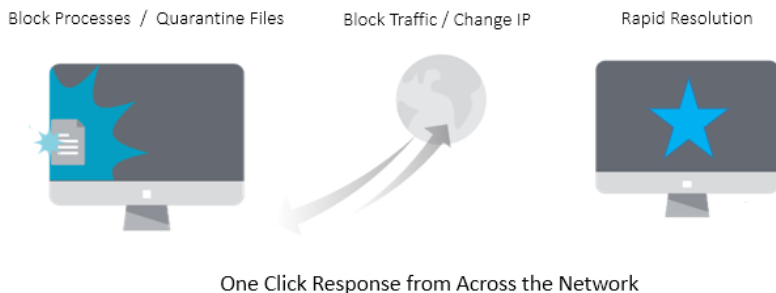 Block Processes / Quarantine Files
Block Traffic / Change IP
Rapid Resolution
One Click Response from Across the Network